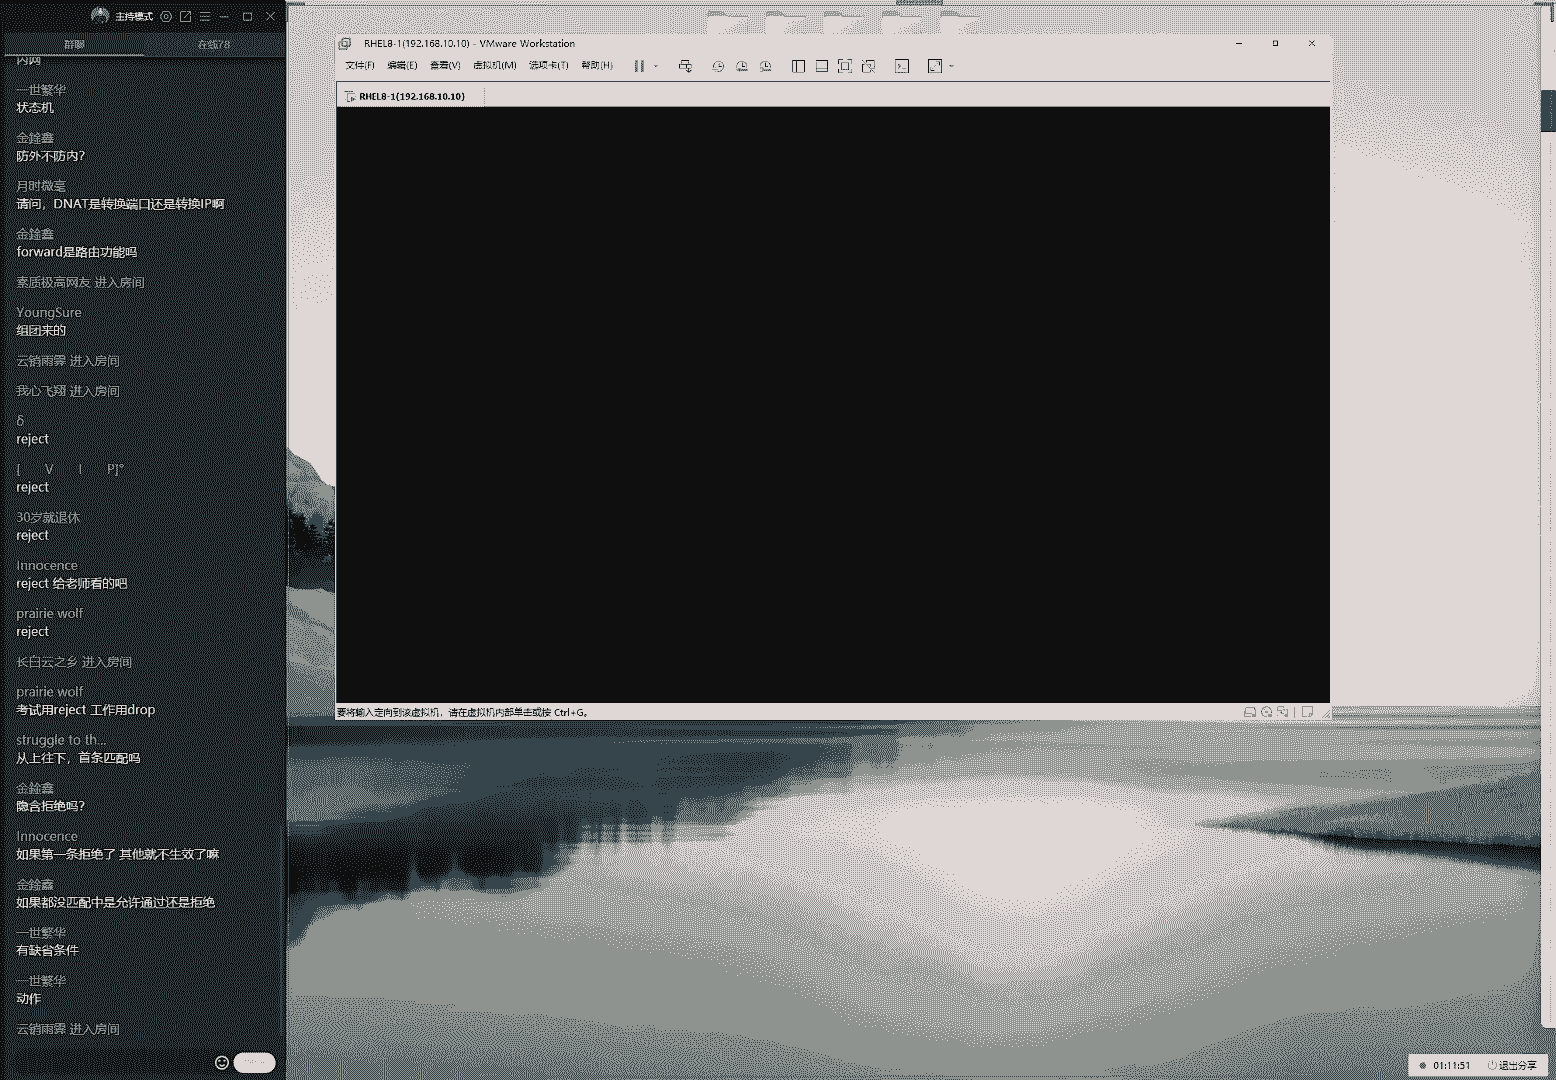 主持模式
群聊
在线78
内网
一世繁华
状态机
金鍂鑫
防外不防内？
月时微毫
请问，DNAT是转换端口还是转换IP啊
金鍂鑫
forward是路由功能吗
素质极高网友 进入房间
YoungSure
组团来的
云销雨霁 进入房间
我心飞翔 进入房间
δ
reject
[ V I P]°
reject
30岁就退休
reject
Innocence
reject 给老师看的吧
prairie wolf
reject
长白云之乡 进入房间
prairie wolf
考试用reject 工作用drop
struggle to th...
从上往下，首条匹配吗
金鍂鑫
隐含拒绝吗？
Innocence
如果第一条拒绝了 其他就不生效了嘛
金鍂鑫
如果都没匹配中是允许通过还是拒绝
一世繁华
有缺省条件
一世繁华
动作
云销雨霁 进入房间
RHEL8-1(192.168.10.10) - VMware Workstation
文件(F) 编辑(E) 查看(V) 虚拟机(M) 选项卡(T) 帮助(H)
RHEL8-1(192.168.10.10)
要将输入定向到该虚拟机，请在虚拟机内部单击或按 Ctrl+G。
01:11:51 退出分享